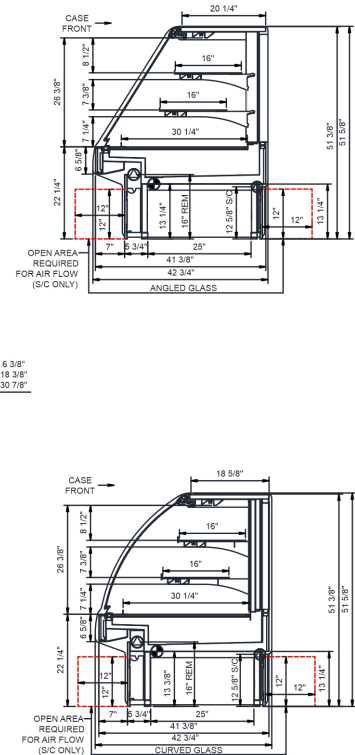 20 1/4"
CASE
FRONT
8 1/2"
16"
26 3/8"
7 3/8"
16"
51 3/8"
51 5/8"
7 1/4"
30 1/4"
6 5/8"
22 1/4"
12"
12"
13 1/4"
16" REM
12 5/8" S/C
12"
12"
13 1/4"
7"
5 3/4"
25"
OPEN AREA
REQUIRED
FOR AIR FLOW
(S/C ONLY)
41 3/8"
42 3/4"
ANGLED GLASS
6 3/8"
18 3/8"
30 7/8"
18 5/8"
CASE
FRONT
8 1/2"
16"
26 3/8"
7 3/8"
16"
51 3/8"
51 5/8"
7 1/4"
30 1/4"
6 5/8"
22 1/4"
12"
12"
13 3/8"
16" REM
12 5/8" S/C
12"
12"
13 1/4"
7"
5 3/4"
25"
OPEN AREA
REQUIRED
FOR AIR FLOW
(S/C ONLY)
41 3/8"
42 3/4"
CURVED GLASS